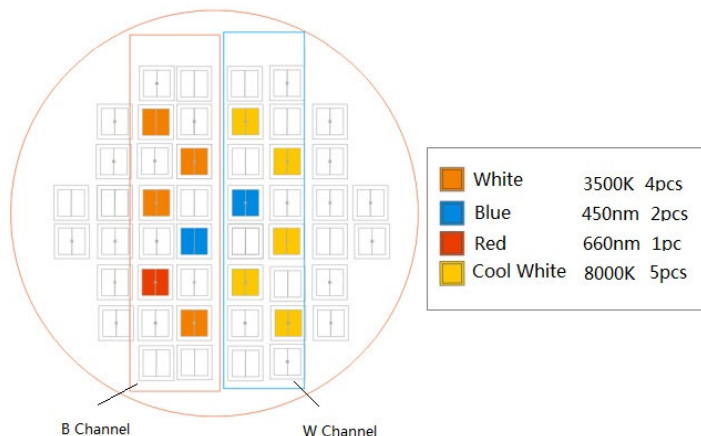 White 3500K 4pcs
Blue 450nm 2pcs
Red 660nm 1pc
Cool White 8000K 5pcs
B Channel
W Channel